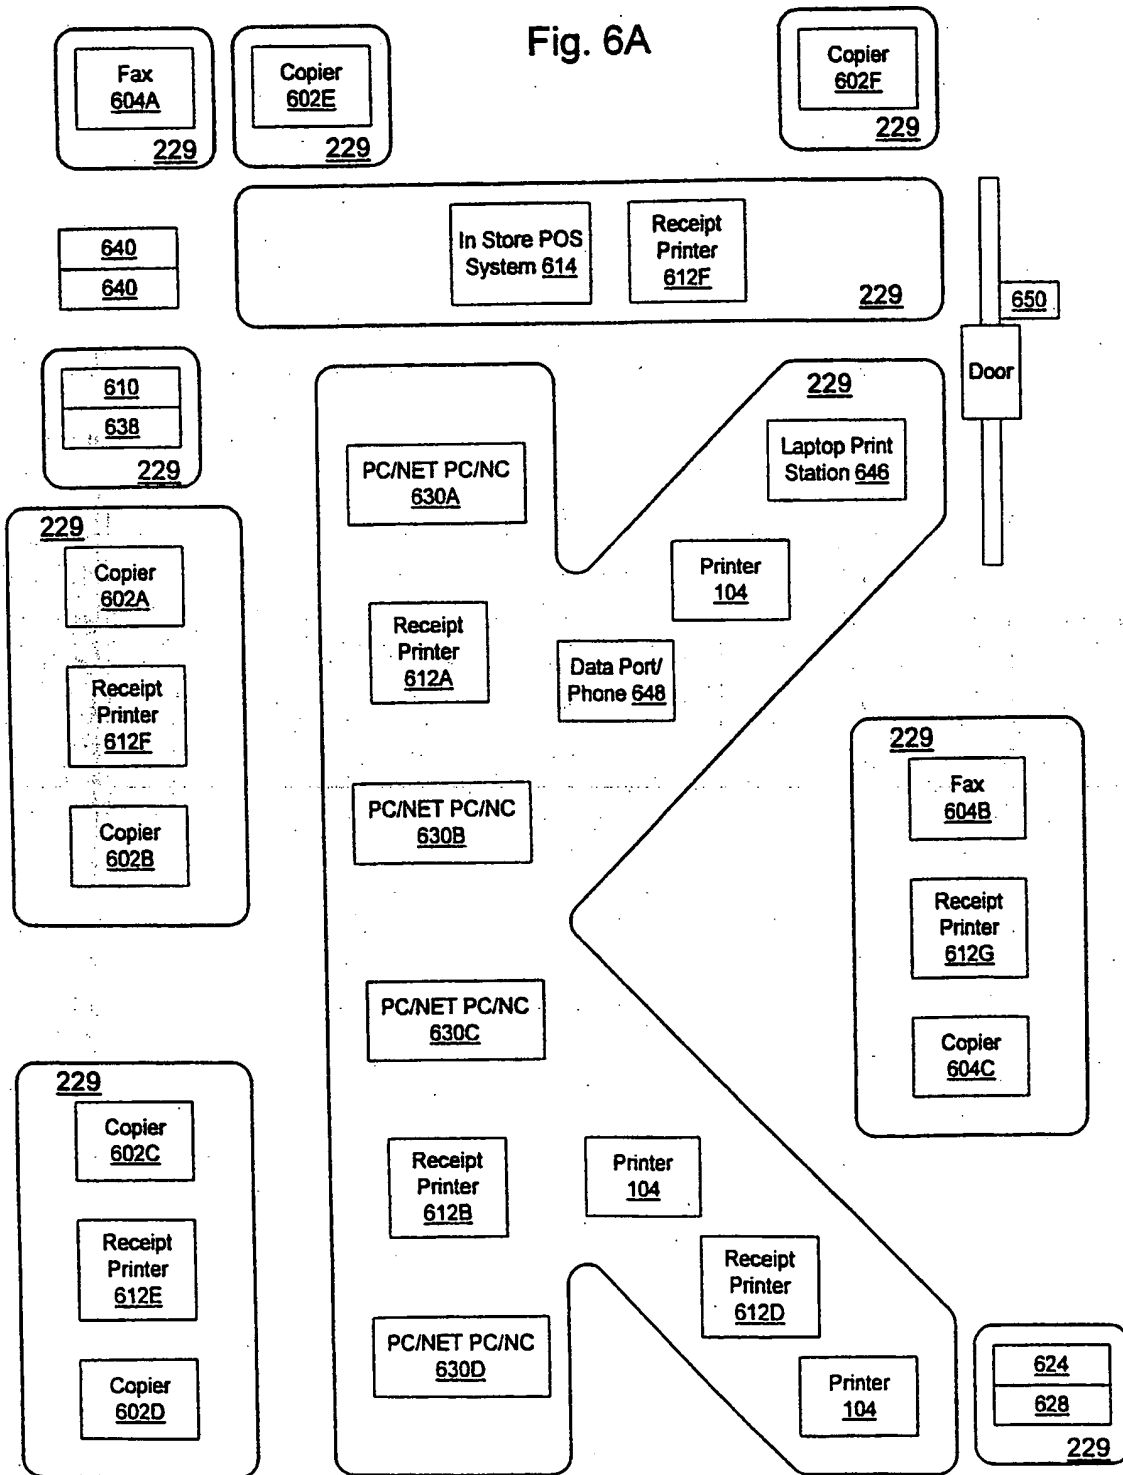 Fig. 6A
Fax
604A
229
Copier
602E
229
Copier
602F
229
640
640
In Store POS
System 614
Receipt
Printer
612F
229
650
Door
610
638
229
229
Copier
602A
Receipt
Printer
612F
Copier
602B
229
Copier
602C
Receipt
Printer
612E
Copier
602D
229
PC/NET PC/NC
630A
Laptop Print
Station 646
Printer
104
Receipt
Printer
612A
Data Port/
Phone 648
PC/NET PC/NC
630B
PC/NET PC/NC
630C
Receipt
Printer
612B
Printer
104
Receipt
Printer
612D
PC/NET PC/NC
630D
Printer
104
229
Fax
604B
Receipt
Printer
612G
Copier
604C
624
628
229